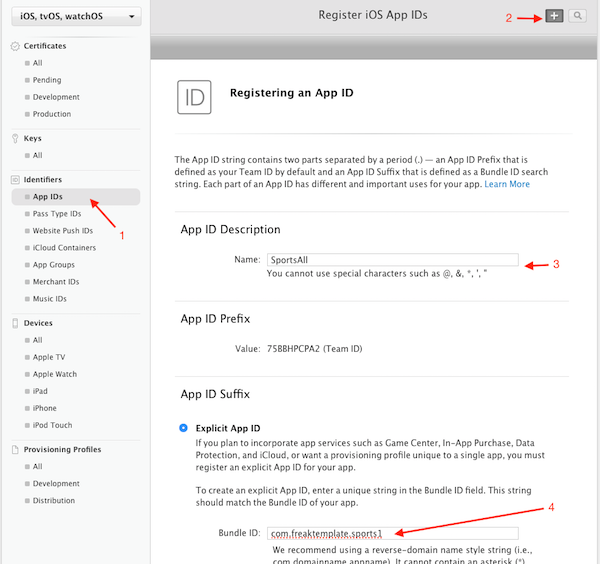 iOS, tvOS, watchOS
Register iOS App IDs
2
Certificates
All
Pending
Development
Production
Keys
All
Identifiers
App IDs
1
Pass Type IDs
Website Push IDs
iCloud Containers
App Groups
Merchant IDs
Music IDs
Devices
All
Apple TV
Apple Watch
iPad
iPhone
iPod Touch
Provisioning Profiles
All
Development
Distribution
ID
Registering an App ID
The App ID string contains two parts separated by a period (.) — an App ID Prefix that is
defined as your Team ID by default and an App ID Suffix that is defined as a Bundle ID search
string. Each part of an App ID has different and important uses for your app. Learn More
App ID Description
Name: SportsAll
3
You cannot use special characters such as @, &, *, ', "
App ID Prefix
Value: 75BBHPCPA2 (Team ID)
App ID Suffix
Explicit App ID
If you plan to incorporate app services such as Game Center, In-App Purchase, Data
Protection, and iCloud, or want a provisioning profile unique to a single app, you must
register an explicit App ID for your app.
To create an explicit App ID, enter a unique string in the Bundle ID field. This string
should match the Bundle ID of your app.
4
Bundle ID: com.freaktemplate.sports1
We recommend using a reverse-domain name style string (i.e.,
com.domainname.appname). It cannot contain an asterisk (*).